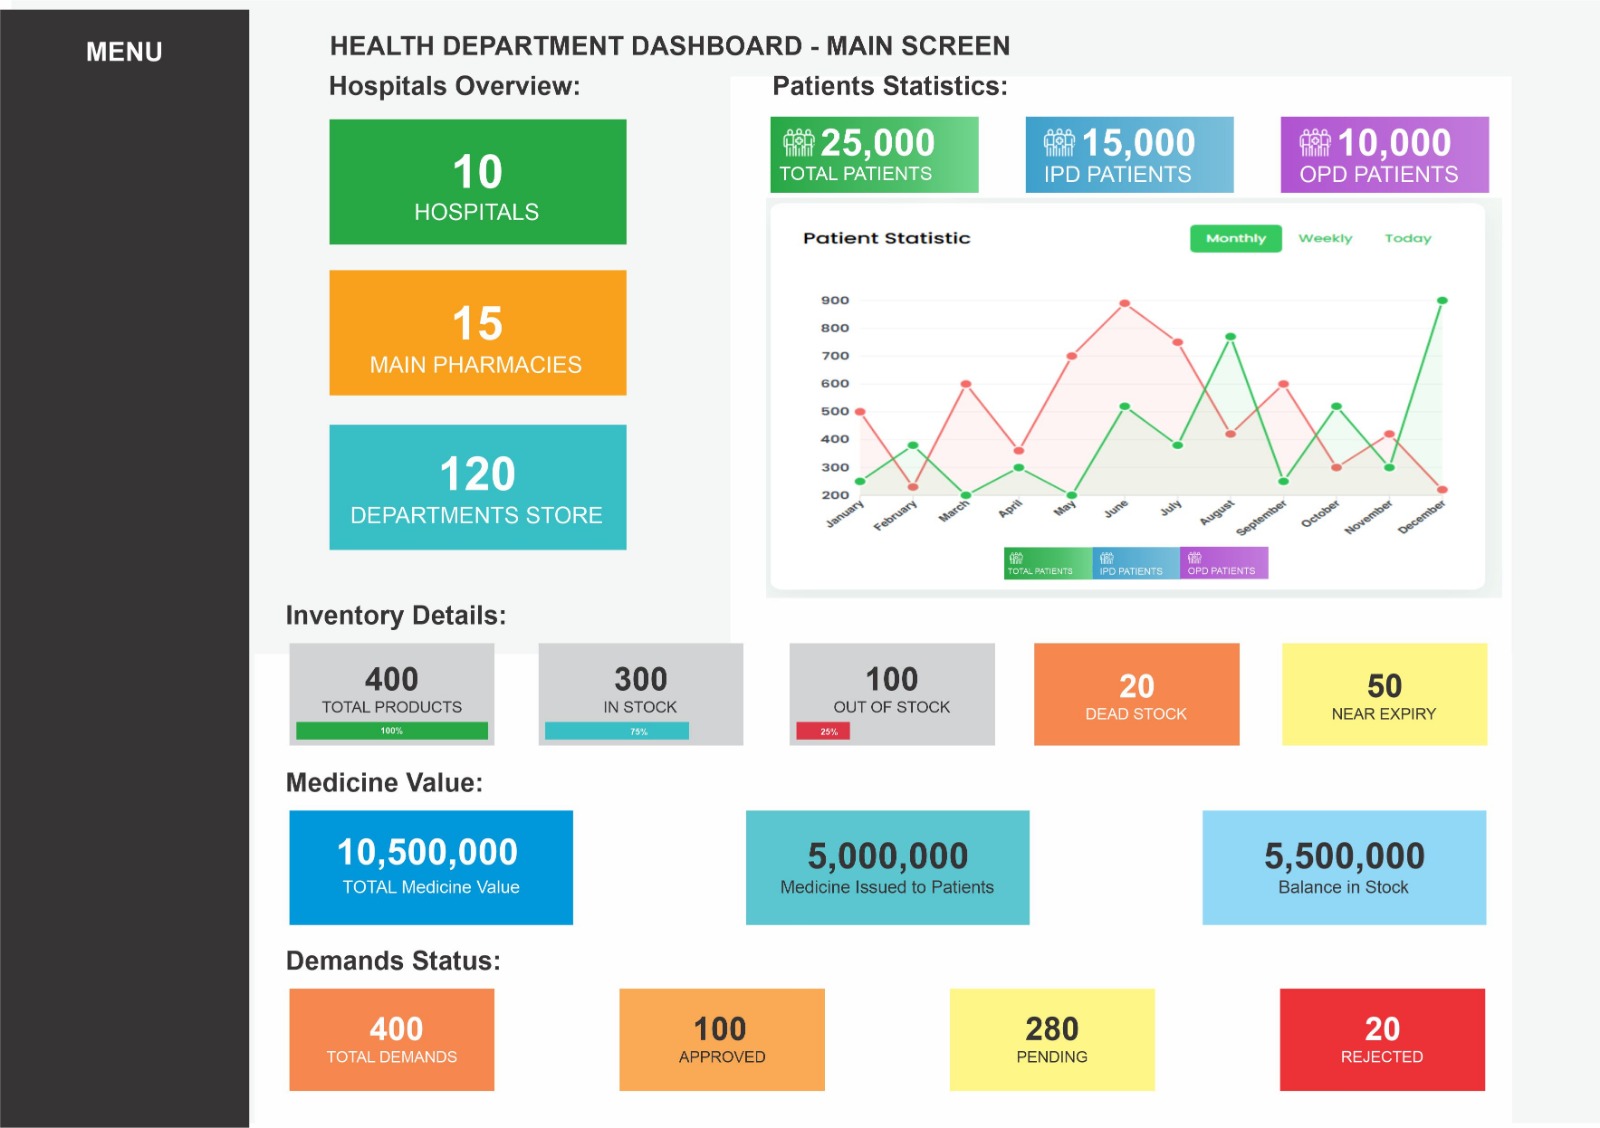 MENU
HEALTH DEPARTMENT DASHBOARD - MAIN SCREEN
Hospitals Overview:
10
HOSPITALS
15
MAIN PHARMACIES
120
DEPARTMENTS STORE
Patients Statistics:
25,000
TOTAL PATIENTS
15,000
IPD PATIENTS
10,000
OPD PATIENTS
Patient Statistic
Monthly Weekly Today
900
800
700
600
500
400
300
200
January February March April May June July August September October November December
TOTAL PATIENTS IPD PATIENTS OPD PATIENTS
Inventory Details:
400
TOTAL PRODUCTS
100%
300
IN STOCK
75%
100
OUT OF STOCK
25%
20
DEAD STOCK
50
NEAR EXPIRY
Medicine Value:
10,500,000
TOTAL Medicine Value
5,000,000
Medicine Issued to Patients
5,500,000
Balance in Stock
Demands Status:
400
TOTAL DEMANDS
100
APPROVED
280
PENDING
20
REJECTED